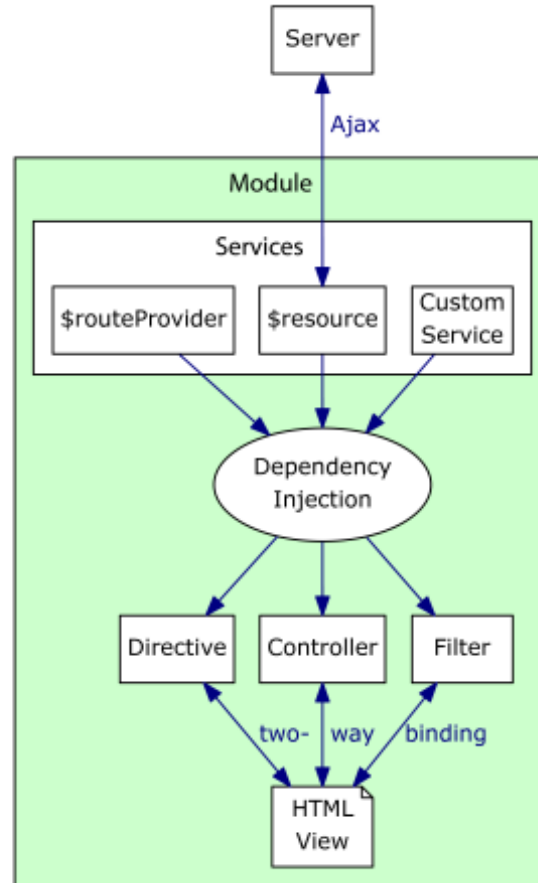 Server
Ajax
Module
Services
$routeProvider
$resource
Custom
Service
Dependency
Injection
Directive
Controller
Filter
two- way binding
HTML
View